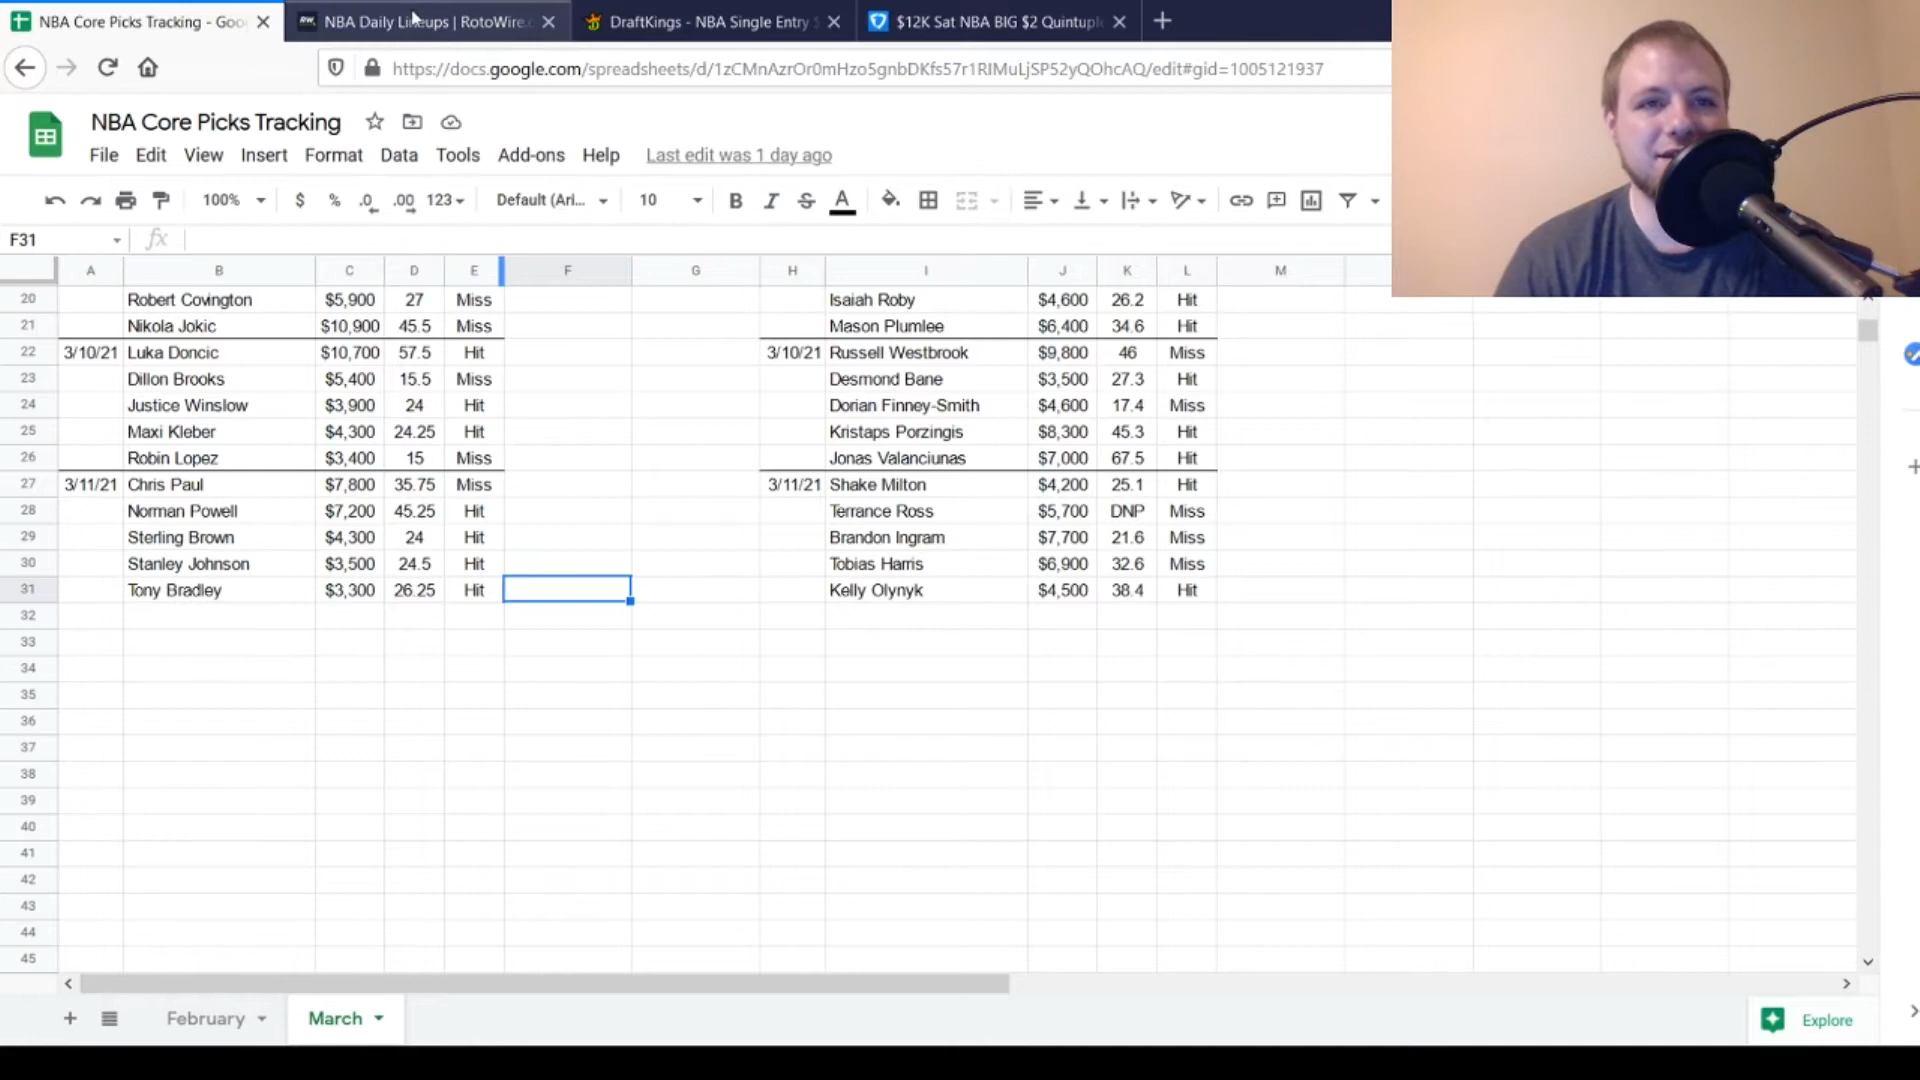 NBA Core Picks Tracking - Goo
NBA Daily Lineups | RotoWire.c
DraftKings - NBA Single Entry $
$12K Sat NBA BIG $2 Quintuple
https://docs.google.com/spreadsheets/d/1zCMnAzrOr0mHzo5gnbDKfs57r1RIMuLjSP52yQOhcAQ/edit#gid=1005121937
NBA Core Picks Tracking
File Edit View Insert Format Data Tools Add-ons Help Last edit was 1 day ago
100% $ % .0 .00 123 Default (Ari... 10 B I S A
F31 fx
A B C D E F G H I J K L M
20 Robert Covington $5,900 27 Miss Isaiah Roby $4,600 26.2 Hit
21 Nikola Jokic $10,900 45.5 Miss Mason Plumlee $6,400 34.6 Hit
22 3/10/21 Luka Doncic $10,700 57.5 Hit 3/10/21 Russell Westbrook $9,800 46 Miss
23 Dillon Brooks $5,400 15.5 Miss Desmond Bane $3,500 27.3 Hit
24 Justice Winslow $3,900 24 Hit Dorian Finney-Smith $4,600 17.4 Miss
25 Maxi Kleber $4,300 24.25 Hit Kristaps Porzingis $8,300 45.3 Hit
26 Robin Lopez $3,400 15 Miss Jonas Valanciunas $7,000 67.5 Hit
27 3/11/21 Chris Paul $7,800 35.75 Miss 3/11/21 Shake Milton $4,200 25.1 Hit
28 Norman Powell $7,200 45.25 Hit Terrance Ross $5,700 DNP Miss
29 Sterling Brown $4,300 24 Hit Brandon Ingram $7,700 21.6 Miss
30 Stanley Johnson $3,500 24.5 Hit Tobias Harris $6,900 32.6 Miss
31 Tony Bradley $3,300 26.25 Hit Kelly Olynyk $4,500 38.4 Hit
32
33
34
35
36
37
38
39
40
41
42
43
44
45
February March Explore